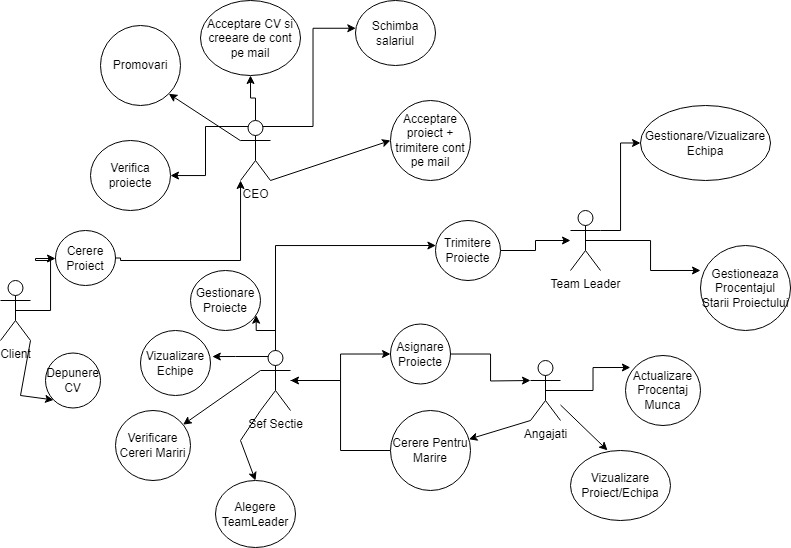 Acceptare CV si
creeare de cont
pe mail
Schimba
salariul
Promovari
Acceptare
proiect +
trimitere cont
pe mail
Gestionare/Vizualizare
Echipa
Verifica
proiecte
CEO
Cerere
Proiect
Trimitere
Proiecte
Team Leader
Gestioneaza
Procentajul
Starii Proiectului
Gestionare
Proiecte
Client
Vizualizare
Echipe
Asignare
Proiecte
Depunere
CV
Actualizare
Procentaj
Munca
Sef Sectie
Angajati
Verificare
Cereri Mariri
Cerere Pentru
Marire
Vizualizare
Proiect/Echipa
Alegere
TeamLeader